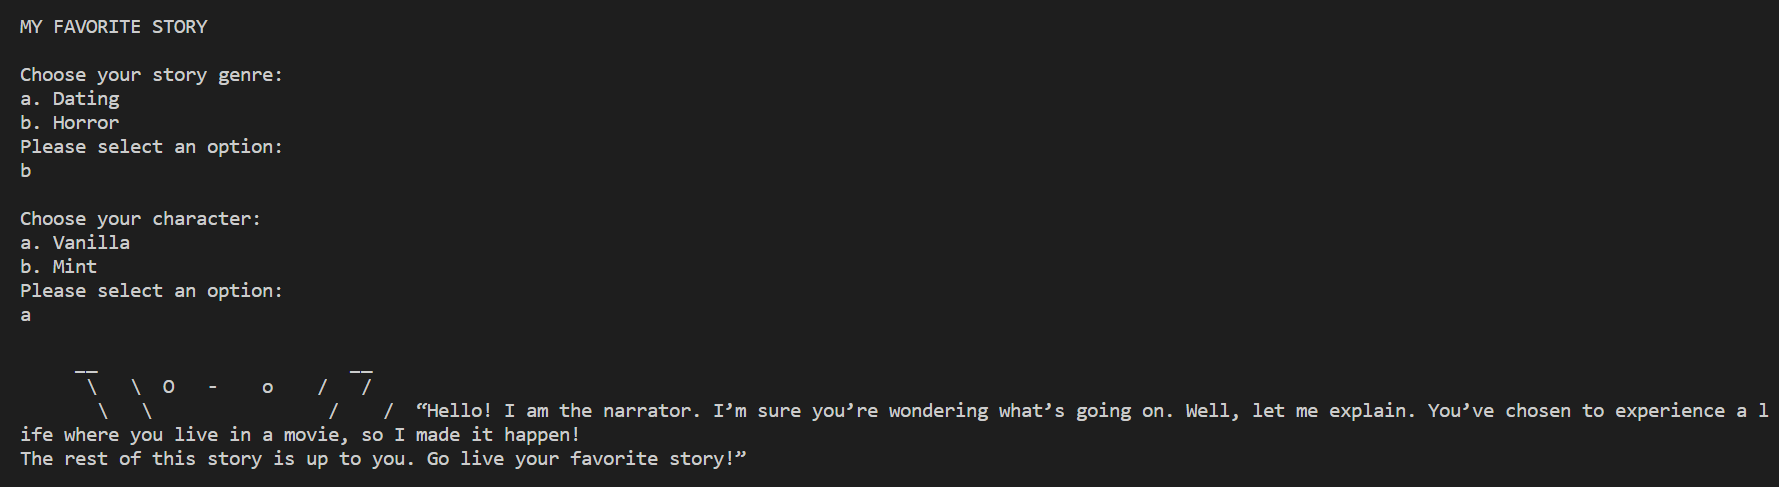 MY FAVORITE STORY
Choose your story genre:
a. Dating
b. Horror
Please select an option:
b
Choose your character:
a. Vanilla
b. Mint
Please select an option:
a
     __                       __
      \   \  O   -    o    /   /
       \   \                /    /  “Hello! I am the narrator. I’m sure you’re wondering what’s going on. Well, let me explain. You’ve chosen to experience a l
ife where you live in a movie, so I made it happen!
The rest of this story is up to you. Go live your favorite story!”